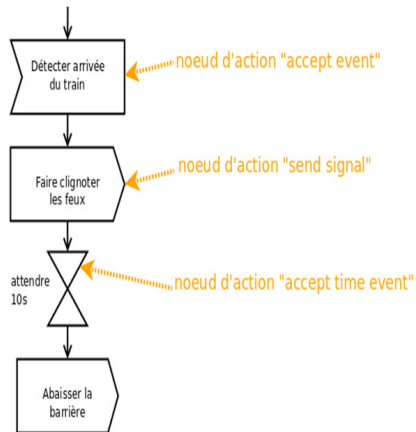 Détecter arrivée
du train
noeud d'action "accept event"
Faire clignoter
les feux
noeud d'action "send signal"
attendre
10s
noeud d'action "accept time event"
Abaisser la
barrière